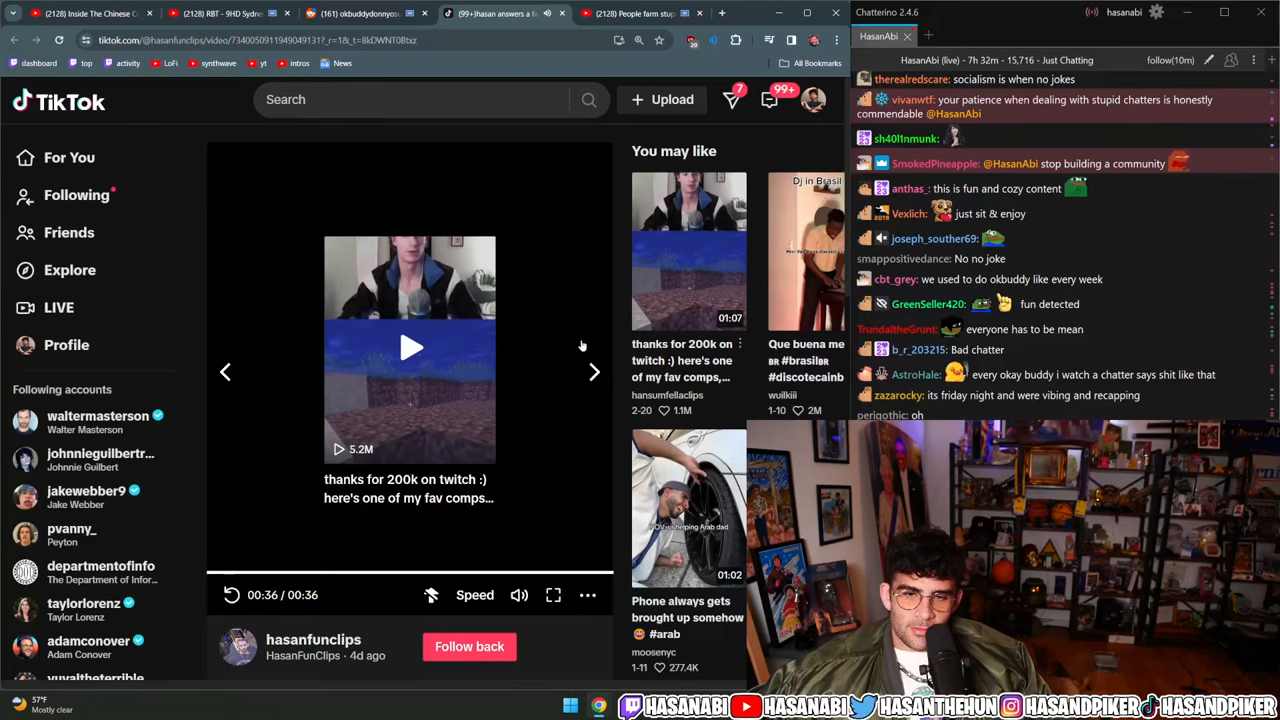 (2128) Inside The Chinese C
(2128) RBT - 9HD Sydne
(161) okbuddydonnyos
(99+)hasan answers a f
(2128) People farm stu
tiktok.com/@hasanfunclips/video/7340050911949049131?_r=1&_t=8kDWNT0Btxz
20
dashboard
top
activity
LoFi
synthwave
yt
intros
News
All Bookmarks
TikTok
Search
Upload
7
99+
For You
Following
Friends
Explore
LIVE
Profile
Following accounts
waltermasterson
Walter Masterson
johnnieguilbertr...
Johnnie Guilbert
jakewebber9
Jake Webber
pvanny_
Peyton
departmentofinfo
The Department of Infor...
taylorlorenz
Taylor Lorenz
adamconover
Adam Conover
yuvaltheterrible
5.2M
thanks for 200k on twitch :)
here's one of my fav comps...
00:36 / 00:36
Speed
hasanfunclips
HasanFunClips · 4d ago
Follow back
You may like
01:07
thanks for 200k on
twitch :) here's one
of my fav comps,...
hansumfellaclips
2-20 1.1M
Dj in Brasil
Que buena me
BR #brasilBR
#discotecainb
wuilkiii
1-10 2M
01:02
Phone always gets
brought up somehow
#arab
moosenyc
1-11 277.4K
Chatterino 2.4.6
hasanabi
HasanAbi
HasanAbi (live) - 7h 32m - 15,716 - Just Chatting
follow(10m)
therealredscare: socialism is when no jokes
vivanwtf: your patience when dealing with stupid chatters is honestly
commendable @HasanAbi
sh40l1nmunk:
SmokedPineapple: @HasanAbi stop building a community
anthas_: this is fun and cozy content
Vexlich: just sit & enjoy
joseph_souther69:
smappositivedance: No no joke
cbt_grey: we used to do okbuddy like every week
GreenSeller420: fun detected
TrundaltheGrunt: everyone has to be mean
b_r_203215: Bad chatter
AstroHale: every okay buddy i watch a chatter says shit like that
zazarocky: its friday night and were vibing and recapping
perigothic: oh
57°F
Mostly clear
HASANABI
HASANABI
HASANTHEHUN
HASANDPIKER
HASANDPIKER